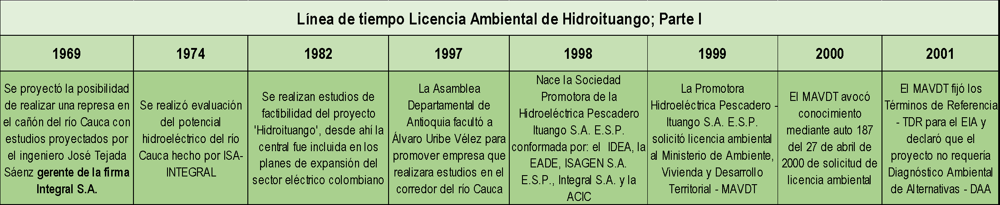 Línea de tiempo Licencia Ambiental de Hidroituango; Parte I
1969
1974
1982
1997
1998
1999
2000
2001
Se proyectó la posibilidad
de realizar una represa en
el cañón del río Cauca con
estudios proyectados por
el ingeniero José Tejada
Sáenz gerente de la firma
Integral S.A.
Se realizó evaluación
del potencial
hidroeléctrico del río
Cauca hecho por ISA-
INTEGRAL
Se realizan estudios de
factibilidad del proyecto
'Hidroituango', desde ahí la
central fue incluida en los
planes de expansión del
sector eléctrico colombiano
La Asamblea
Departamental de
Antioquia facultó a
Álvaro Uribe Vélez para
promover empresa que
realizara estudios en el
corredor del río Cauca
Nace la Sociedad
Promotora de la
Hidroeléctrica Pescadero
Ituango S.A. E.S.P.
conformada por: el IDEA, la
EADE, ISAGEN S.A.
E.S.P., Integral S.A. y la
ACIC
La Promotora
Hidroeléctrica Pescadero -
Ituango S.A. E.S.P.
solicitó licencia ambiental
al Ministerio de Ambiente,
Vivienda y Desarrollo
Territorial - MAVDT
El MAVDT avocó
conocimiento
mediante auto 187
del 27 de abril de
2000 de solicitud de
licencia ambiental
El MAVDT fijó los
Términos de Referencia
- TDR para el EIA y
declaró que el
proyecto no requería
Diagnóstico Ambiental
de Alternativas - DAA